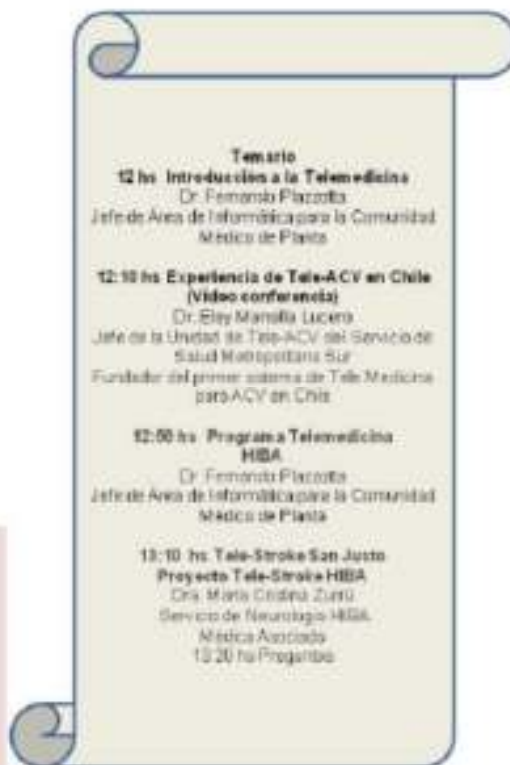 Temario
12 hs Introducción a la Telemedicina
Dr. Fernando Plazzotta
Jefe de Area de Informática para la Comunidad
Médico de Planta
12:10 hs Experiencia de Tele-ACV en Chile
(Video conferencia)
Dr. Eloy Mansilla Lucero
Jefe de la Unidad de Tele-ACV del Servicio de
Salud Metropolitano Sur
Fundador del primer sistema de Tele Medicina
para ACV en Chile
12:50 hs Programa Telemedicina
HIBA
Dr. Fernando Plazzotta
Jefe de Area de Informática para la Comunidad
Médico de Planta
13:10 hs Tele-Stroke San Justo
Proyecto Tele-Stroke HIBA
Dra. Maria Cristina Zurrú
Servicio de Neurología HIBA
Médica Asociada
13:20 hs Preguntas